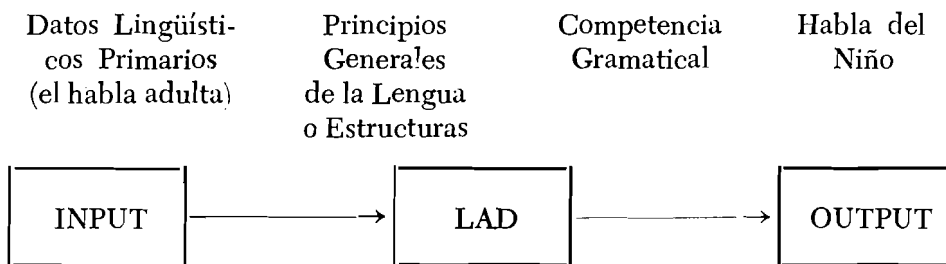 Datos Lingüísti-
cos Primarios
(el habla adulta)
Principios
Generales
de la Lengua
o Estructuras
Competencia
Gramatical
Habla del
Niño
INPUT → LAD → OUTPUT